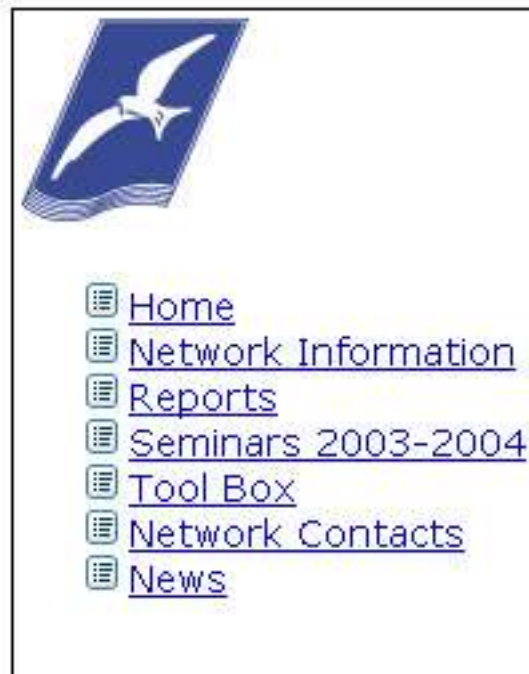 Home
Network Information
Reports
Seminars 2003-2004
Tool Box
Network Contacts
News